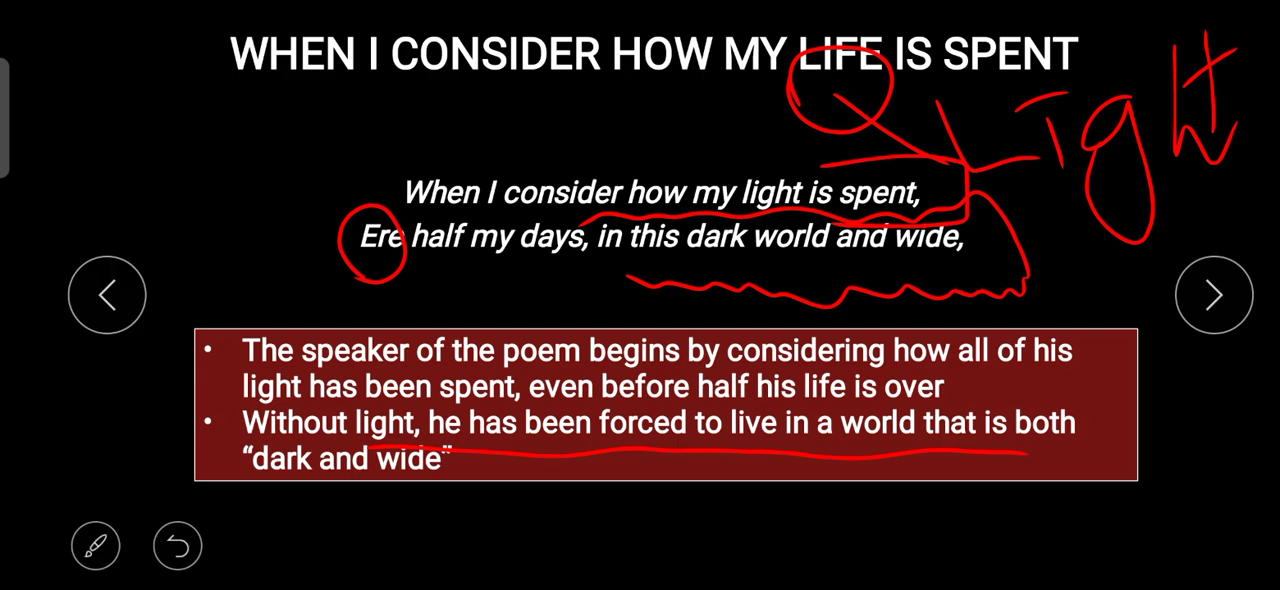 WHEN I CONSIDER HOW MY LIFE IS SPENT
Light
When I consider how my light is spent,
Ere half my days, in this dark world and wide,
• The speaker of the poem begins by considering how all of his
light has been spent, even before half his life is over
• Without light, he has been forced to live in a world that is both
“dark and wide”